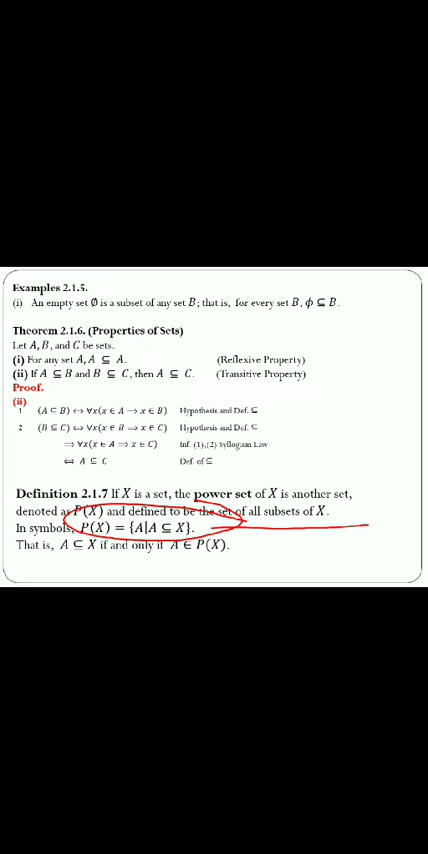 Examples 2.1.5.
(i) An empty set ∅ is a subset of any set B; that is, for every set B, ϕ ⊆ B.
Theorem 2.1.6. (Properties of Sets)
Let A, B, and C be sets.
(i) For any set A, A ⊆ A. (Reflexive Property)
(ii) If A ⊆ B and B ⊆ C, then A ⊆ C. (Transitive Property)
Proof.
(ii)
1 (A ⊆ B) ⟺ ∀x(x ∈ A ⟹ x ∈ B) Hypothesis and Def. ⊆
2 (B ⊆ C) ⟺ ∀x(x ∈ B ⟹ x ∈ C) Hypothesis and Def. ⊆
⟹ ∀x(x ∈ A ⟹ x ∈ C) Inf. (1),(2) Syllogism Law
⟺ A ⊆ C Def. of ⊆
Definition 2.1.7 If X is a set, the power set of X is another set,
denoted as P(X) and defined to be the set of all subsets of X.
In symbols, P(X) = {A|A ⊆ X}.
That is, A ⊆ X if and only if A ∈ P(X).